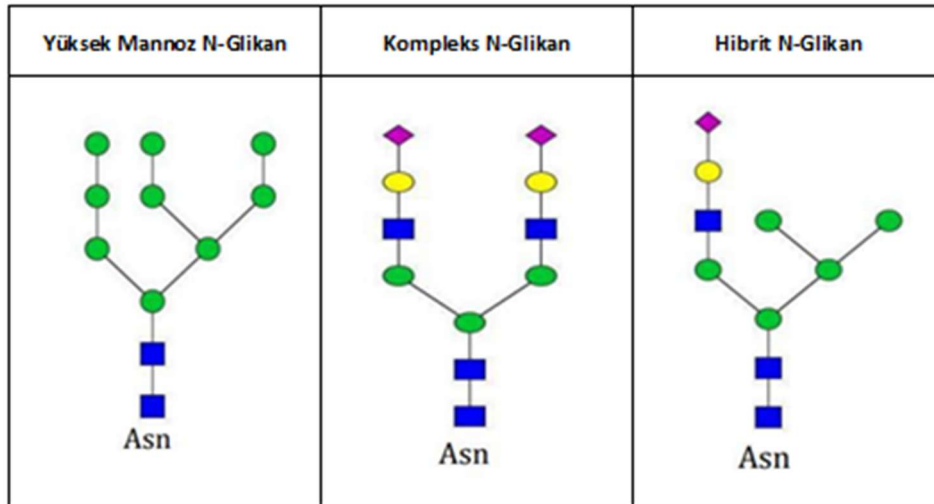 Yüksek Mannoz N-Glikan
Kompleks N-Glikan
Hibrit N-Glikan
Asn
Asn
Asn